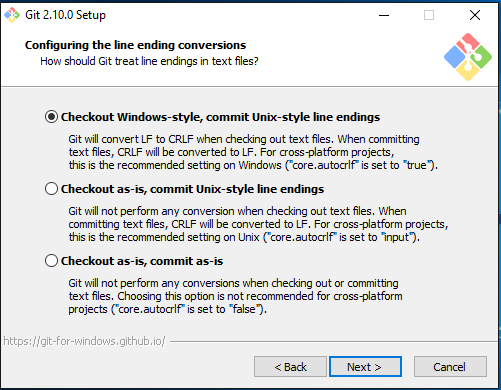 Git 2.10.0 Setup
Configuring the line ending conversions
How should Git treat line endings in text files?
Checkout Windows-style, commit Unix-style line endings
Git will convert LF to CRLF when checking out text files. When committing
text files, CRLF will be converted to LF. For cross-platform projects,
this is the recommended setting on Windows ("core.autocrlf" is set to "true").
Checkout as-is, commit Unix-style line endings
Git will not perform any conversion when checking out text files. When
committing text files, CRLF will be converted to LF. For cross-platform projects,
this is the recommended setting on Unix ("core.autocrlf" is set to "input").
Checkout as-is, commit as-is
Git will not perform any conversions when checking out or committing
text files. Choosing this option is not recommended for cross-platform
projects ("core.autocrlf" is set to "false").
https://git-for-windows.github.io/
< Back
Next >
Cancel